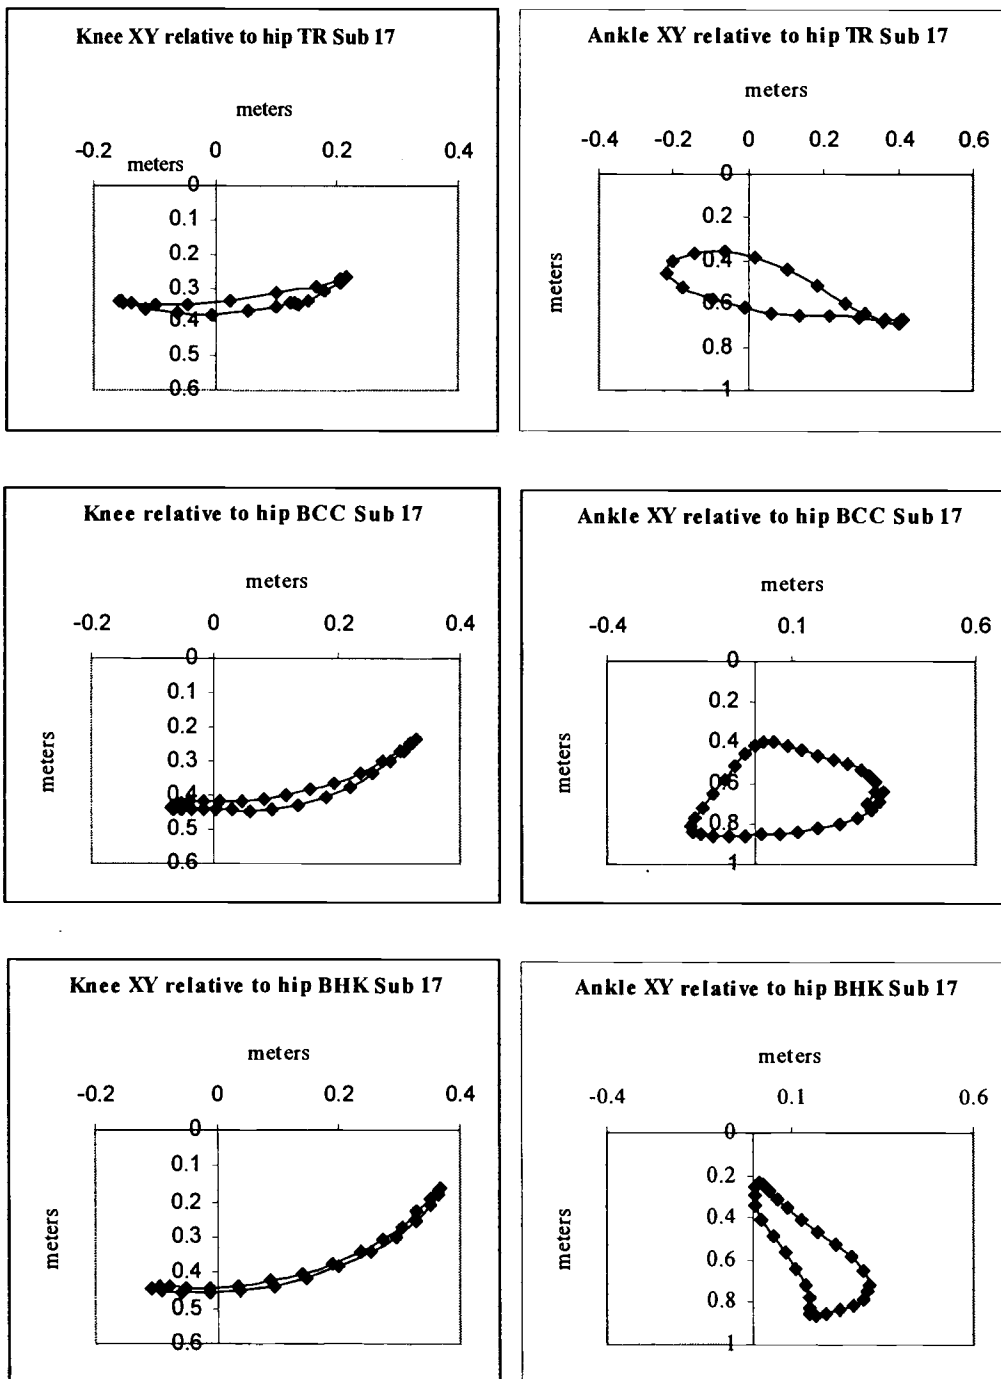 Knee XY relative to hip TR Sub 17
meters
-0.2 0 0.2 0.4
meters
0
0.1
0.2
0.3
0.4
0.5
0.6
Ankle XY relative to hip TR Sub 17
meters
-0.4 -0.2 0 0.2 0.4 0.6
0
0.2
0.4
0.6
0.8
1
meters
Knee relative to hip BCC Sub 17
meters
-0.2 0 0.2 0.4
0
0.1
0.2
0.3
0.4
0.5
0.6
meters
Ankle XY relative to hip BCC Sub 17
meters
-0.4 0.1 0.6
0
0.2
0.4
0.6
0.8
1
meters
Knee XY relative to hip BHK Sub 17
meters
-0.2 0 0.2 0.4
0
0.1
0.2
0.3
0.4
0.5
0.6
meters
Ankle XY relative to hip BHK Sub 17
meters
-0.4 0.1 0.6
0
0.2
0.4
0.6
0.8
1
meters